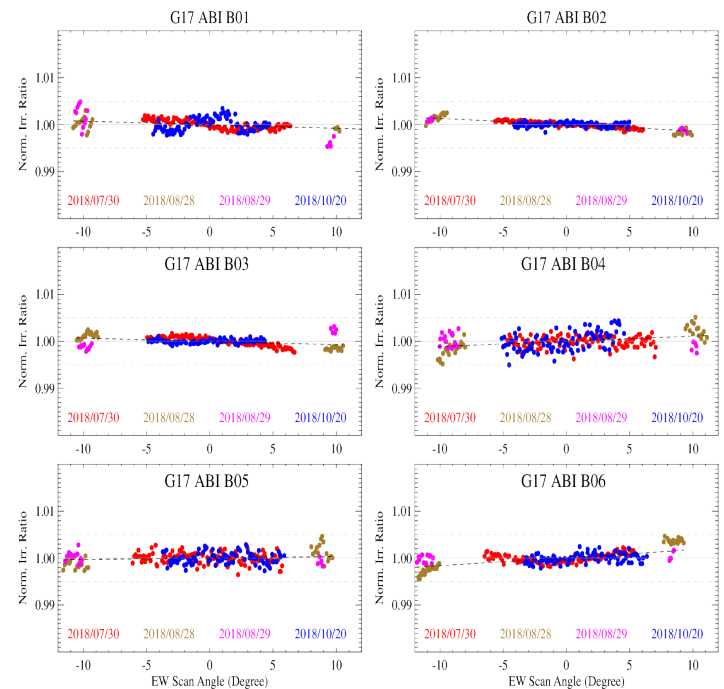 G17 ABI B01
G17 ABI B02
Norm. Irr. Ratio
1.01
1.00
0.99
2018/07/30 2018/08/28 2018/08/29 2018/10/20
-10 -5 0 5 10
Norm. Irr. Ratio
1.01
1.00
0.99
2018/07/30 2018/08/28 2018/08/29 2018/10/20
-10 -5 0 5 10
G17 ABI B03
G17 ABI B04
Norm. Irr. Ratio
1.01
1.00
0.99
2018/07/30 2018/08/28 2018/08/29 2018/10/20
-10 -5 0 5 10
Norm. Irr. Ratio
1.01
1.00
0.99
2018/07/30 2018/08/28 2018/08/29 2018/10/20
-10 -5 0 5 10
G17 ABI B05
G17 ABI B06
Norm. Irr. Ratio
1.01
1.00
0.99
2018/07/30 2018/08/28 2018/08/29 2018/10/20
-10 -5 0 5 10
EW Scan Angle (Degree)
Norm. Irr. Ratio
1.01
1.00
0.99
2018/07/30 2018/08/28 2018/08/29 2018/10/20
-10 -5 0 5 10
EW Scan Angle (Degree)